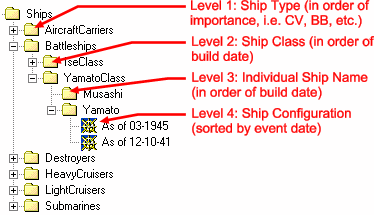 Ships
AircraftCarriers
Battleships
IseClass
YamatoClass
Musashi
Yamato
As of 03-1945
As of 12-10-41
Destroyers
HeavyCruisers
LightCruisers
Submarines
Level 1: Ship Type (in order of
importance, i.e. CV, BB, etc.)
Level 2: Ship Class (in order of
build date)
Level 3: Individual Ship Name
(in order of build date)
Level 4: Ship Configuration
(sorted by event date)